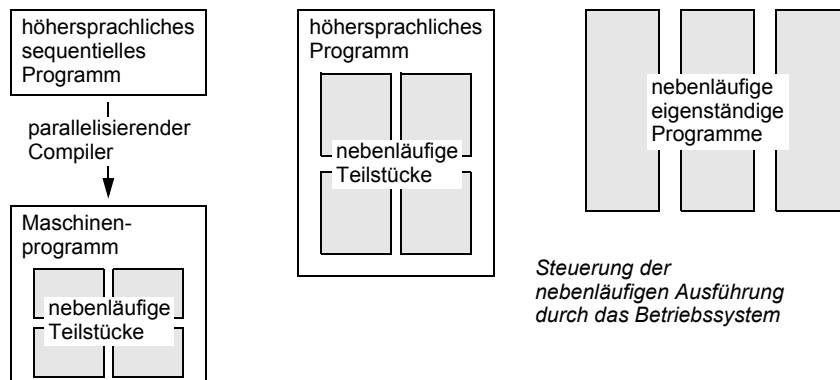 höhersprachliches
sequentielles
Programm
parallelisierender
Compiler
Maschinen-
programm
nebenläufige
Teilstücke
höhersprachliches
Programm
nebenläufige
Teilstücke
nebenläufige
eigenständige
Programme
Steuerung der
nebenläufigen Ausführung
durch das Betriebssystem